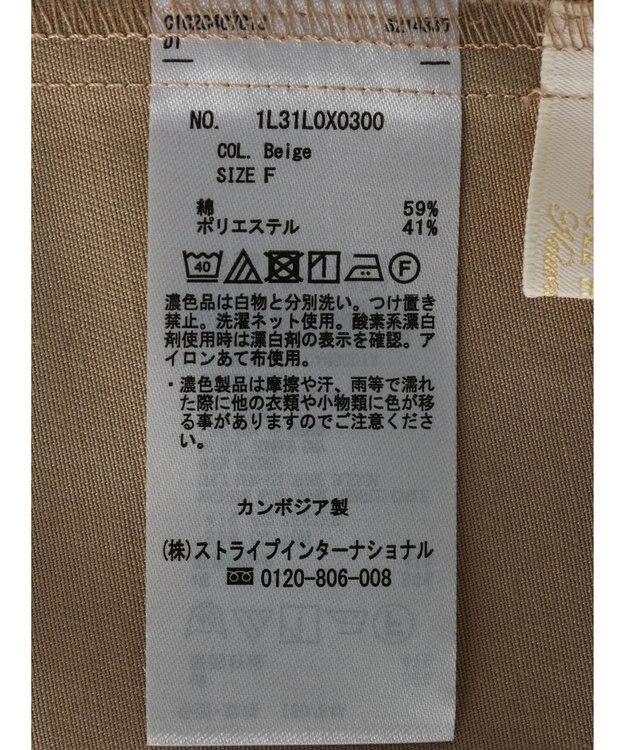 D1
NO. 1L31L0X0300
COL. Beige
SIZE F
綿 59%
ポリエステル 41%
40 F
濃色品は白物と分別洗い。つけ置き
禁止。洗濯ネット使用。酸素系漂白
剤使用時は漂白剤の表示を確認。ア
イロンあて布使用。
・濃色製品は摩擦や汗、雨等で濡れ
た際に他の衣類や小物類に色が移
る事がありますのでご注意くださ
い。
カンボジア製
(株)ストライプインターナショナル
0120-806-008